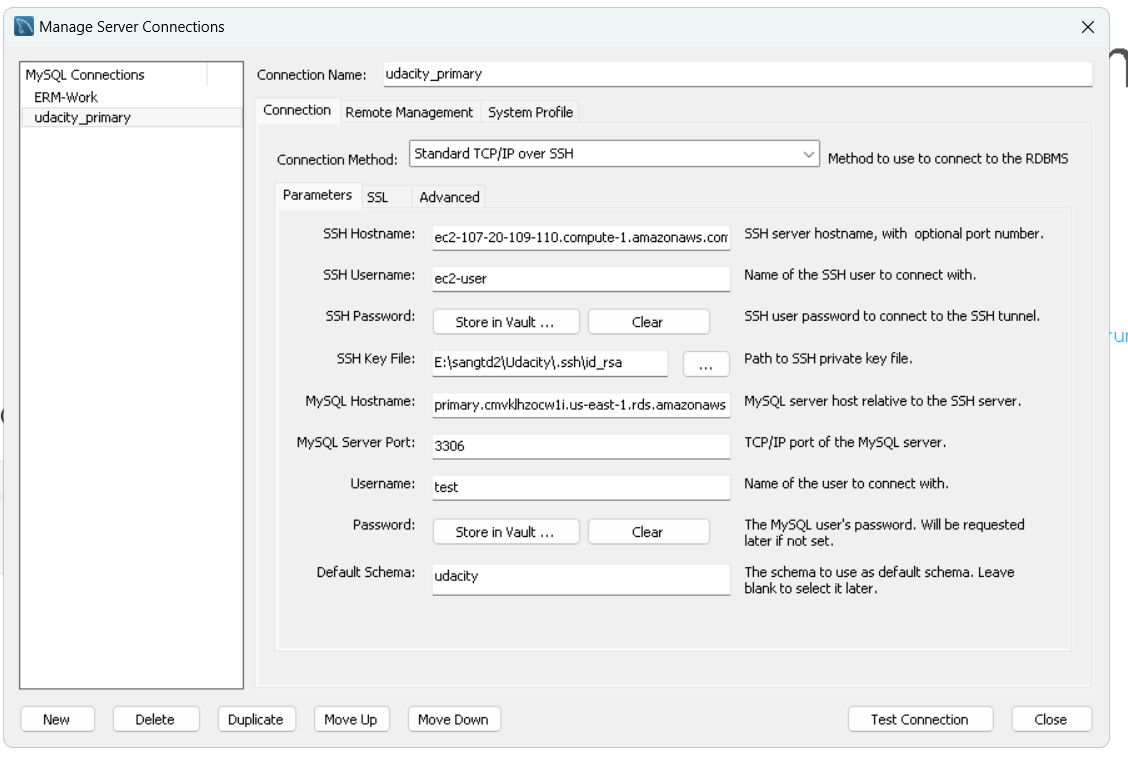 Manage Server Connections
MySQL Connections
ERM-Work
udacity_primary
Connection Name: udacity_primary
Connection Remote Management System Profile
Connection Method: Standard TCP/IP over SSH Method to use to connect to the RDBMS
Parameters SSL Advanced
SSH Hostname: ec2-107-20-109-110.compute-1.amazonaws.com SSH server hostname, with optional port number.
SSH Username: ec2-user Name of the SSH user to connect with.
SSH Password: Store in Vault ... Clear SSH user password to connect to the SSH tunnel.
SSH Key File: E:\sangtd2\Udacity\.ssh\id_rsa ... Path to SSH private key file.
MySQL Hostname: primary.cmvklhzocw1i.us-east-1.rds.amazonaws MySQL server host relative to the SSH server.
MySQL Server Port: 3306 TCP/IP port of the MySQL server.
Username: test Name of the user to connect with.
Password: Store in Vault ... Clear The MySQL user's password. Will be requested
later if not set.
Default Schema: udacity The schema to use as default schema. Leave
blank to select it later.
New Delete Duplicate Move Up Move Down Test Connection Close